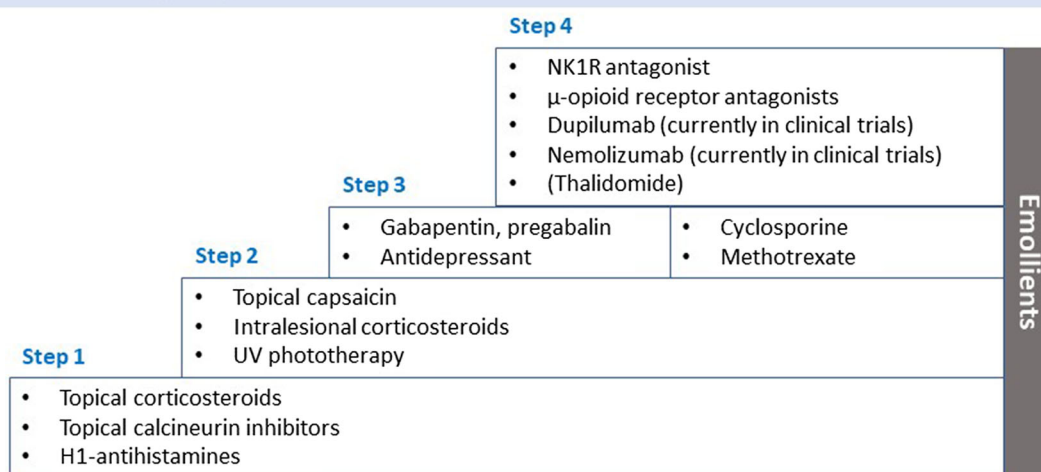 Step 4
• NK1R antagonist
• µ-opioid receptor antagonists
• Dupilumab (currently in clinical trials)
• Nemolizumab (currently in clinical trials)
• (Thalidomide)
Step 3
• Gabapentin, pregabalin
• Antidepressant
• Cyclosporine
• Methotrexate
Step 2
• Topical capsaicin
• Intralesional corticosteroids
• UV phototherapy
Step 1
• Topical corticosteroids
• Topical calcineurin inhibitors
• H1-antihistamines
Emollients